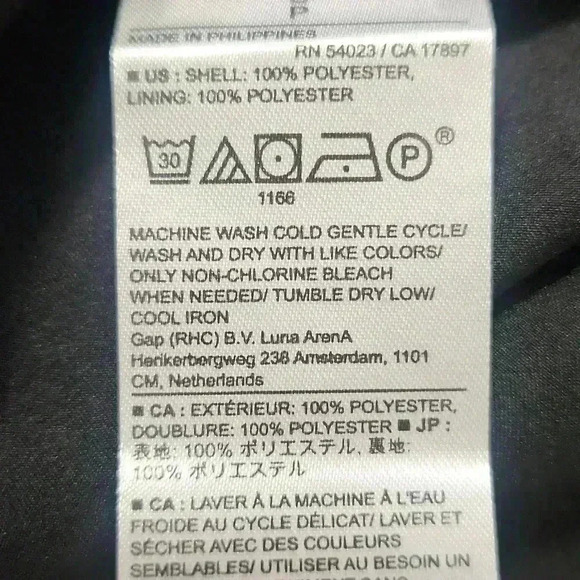 P
MADE IN PHILIPPINES
RN 54023 / CA 17897
■ US : SHELL: 100% POLYESTER,
LINING: 100% POLYESTER
30 P ®
1166
MACHINE WASH COLD GENTLE CYCLE/
WASH AND DRY WITH LIKE COLORS/
ONLY NON-CHLORINE BLEACH
WHEN NEEDED/ TUMBLE DRY LOW/
COOL IRON
Gap (RHC) B.V. Luna ArenA
Herikerbergweg 238 Amsterdam, 1101
CM, Netherlands
■ CA : EXTÉRIEUR: 100% POLYESTER,
DOUBLURE: 100% POLYESTER ■ JP :
表地: 100% ポリエステル, 裏地:
100% ポリエステル
■ CA : LAVER À LA MACHINE À L'EAU
FROIDE AU CYCLE DÉLICAT/ LAVER ET
SÉCHER AVEC DES COULEURS
SEMBLABLES/ UTILISER AU BESOIN UN